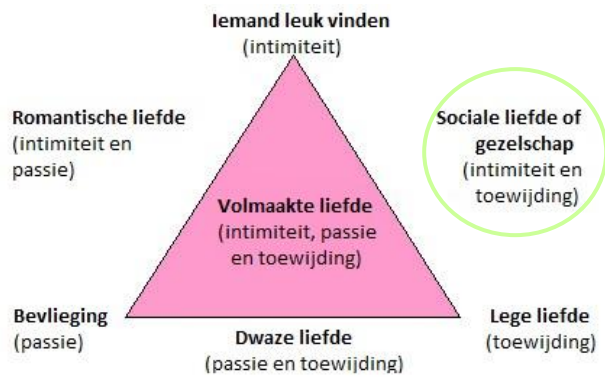 Iemand leuk vinden
(intimiteit)
Romantische liefde
(intimiteit en
passie)
Sociale liefde of
gezelschap
(intimiteit en
toewijding)
Volmaakte liefde
(intimiteit, passie
en toewijding)
Bevlieging
(passie)
Dwaze liefde
(passie en toewijding)
Lege liefde
(toewijding)